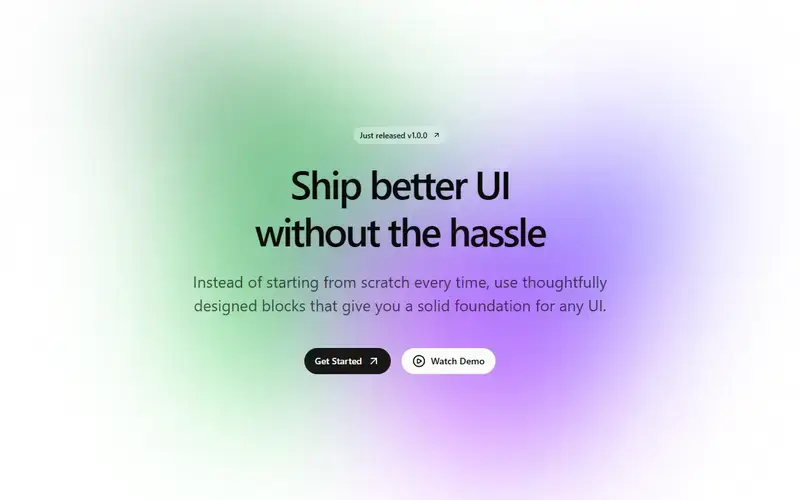 Just released v1.0.0
Ship better UI
without the hassle
Instead of starting from scratch every time, use thoughtfully
designed blocks that give you a solid foundation for any UI.
Get Started
Watch Demo